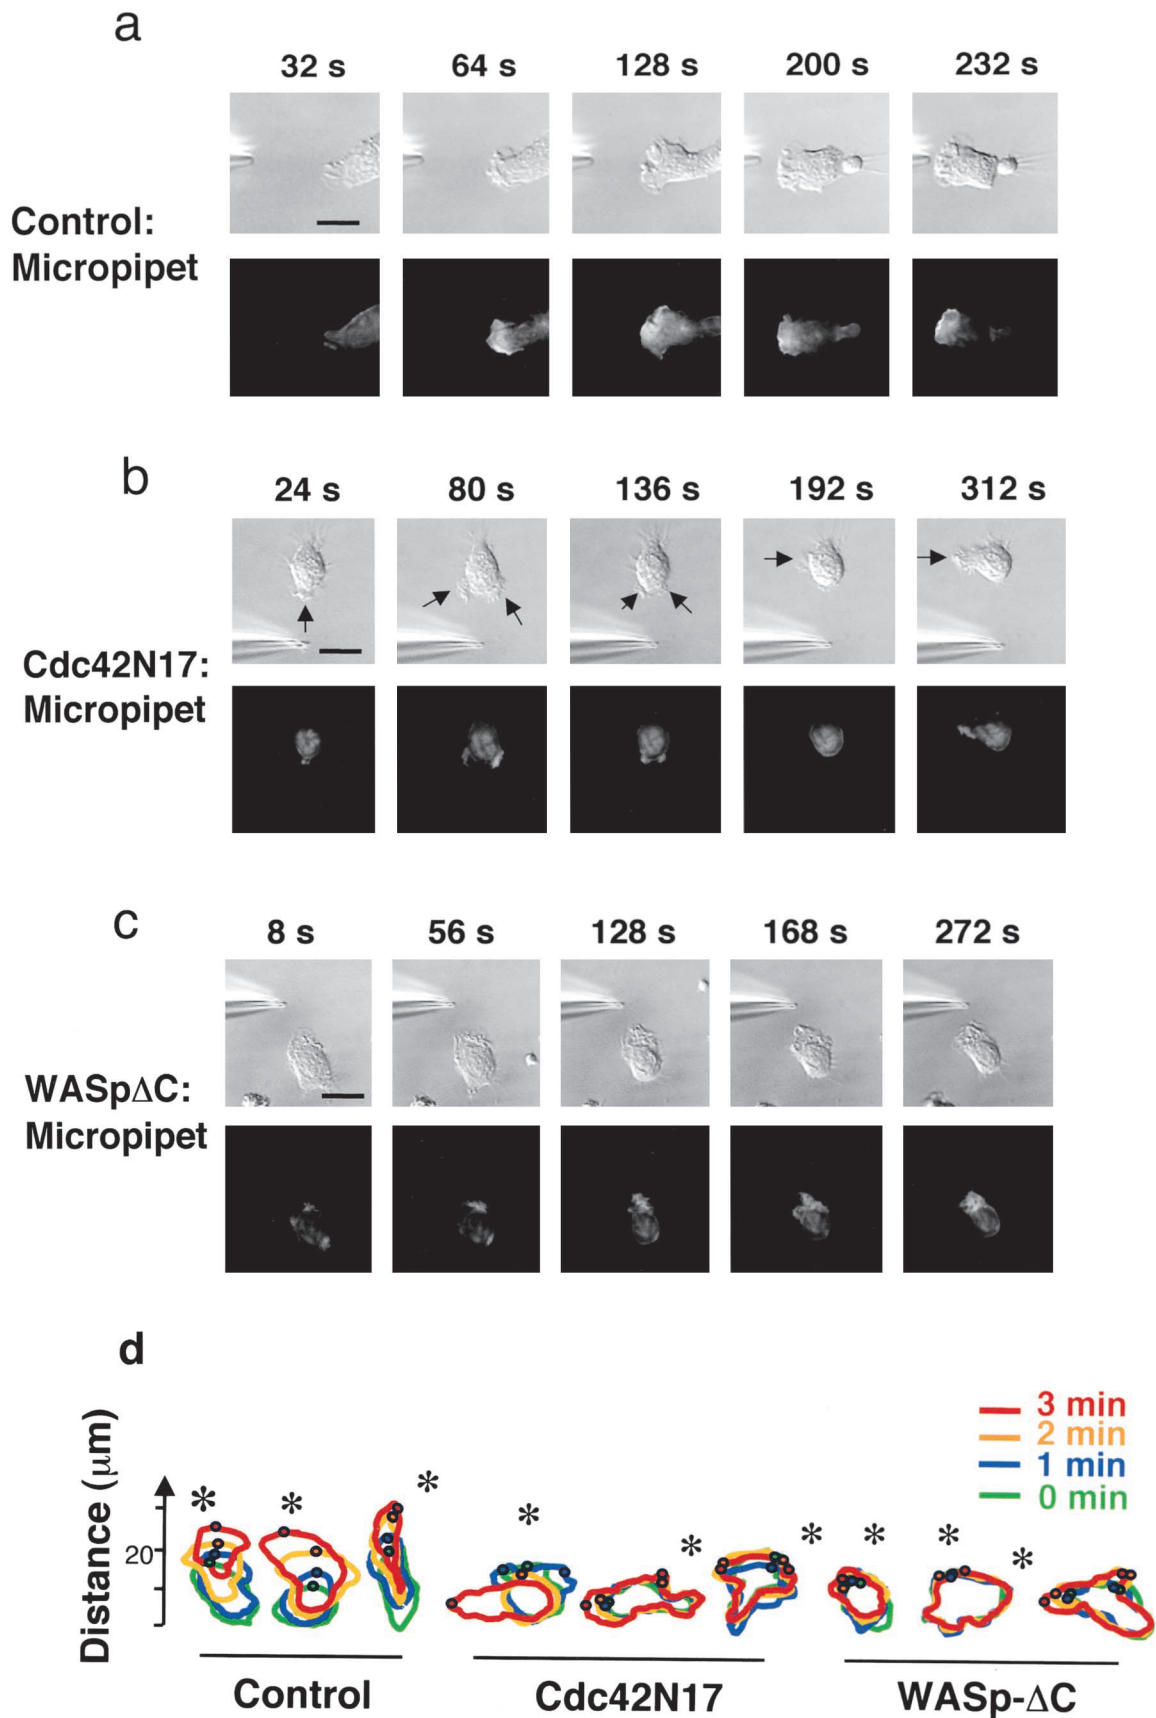 a
32 s 64 s 128 s 200 s 232 s
Control:
Micropipet
b
24 s 80 s 136 s 192 s 312 s
Cdc42N17:
Micropipet
c
8 s 56 s 128 s 168 s 272 s
WASpΔC:
Micropipet
d
3 min
2 min
1 min
0 min
Distance (μm)
20
* * * * * * * * *
Control Cdc42N17 WASp-ΔC